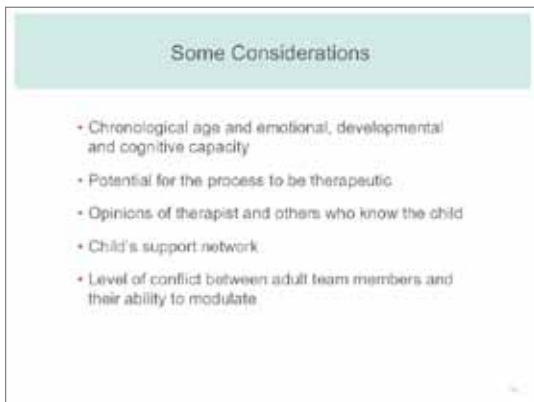 Some Considerations
• Chronological age and emotional, developmental
and cognitive capacity
• Potential for the process to be therapeutic
• Opinions of therapist and others who know the child
• Child's support network
• Level of conflict between adult team members and
their ability to modulate